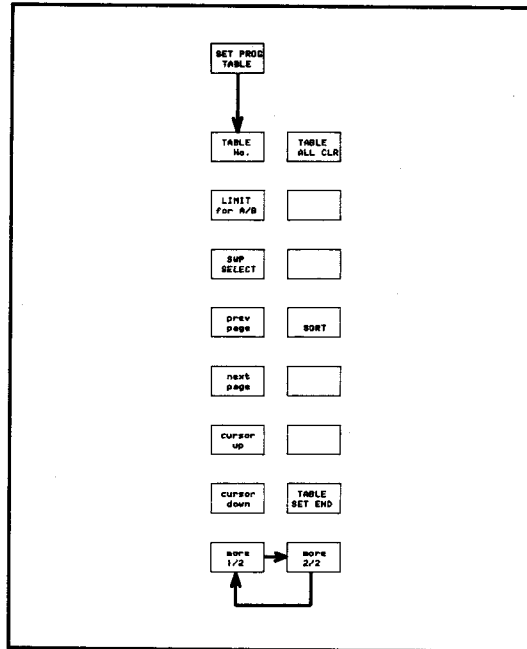 SET PROG
TABLE
TABLE
No.
TABLE
ALL CLR
LIMIT
for A/B
SWP
SELECT
prev
page
SORT
next
page
cursor
up
cursor
down
TABLE
SET END
more
1/2
more
2/2